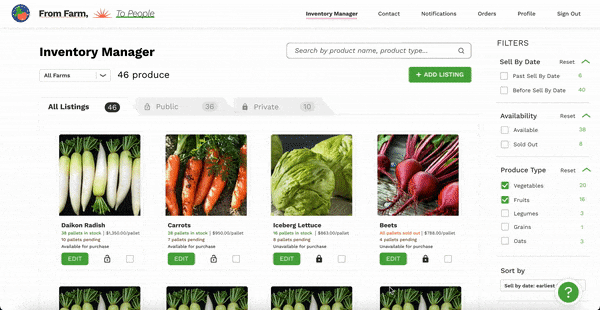 From Farm, To People
Inventory Manager
Contact
Notifications
Orders
Profile
Sign Out
Inventory Manager
Search by product name, product type...
All Farms
46 produce
+ ADD LISTING
All Listings 46
Public 36
Private 10
Daikon Radish
38 pallets in stock | $1,350.00/pallet
10 pallets pending
Available for purchase
EDIT
Carrots
28 pallets in stock | $950.00/pallet
7 pallets pending
Available for purchase
EDIT
Iceberg Lettuce
16 pallets in stock | $863.00/pallet
8 pallets pending
Unavailable for purchase
EDIT
Beets
60 pallets sold out | $788.00/pallet
4 pallets pending
Unavailable for purchase
EDIT
FILTERS
Sell By Date Reset
Past Sell By Date 6
Before Sell By Date 40
Availability Reset
Available 38
Sold Out 8
Produce Type Reset
Vegetables 20
Fruits 16
Legumes 3
Grains 1
Oats 3
Sort by
Sell by date: earliest
?